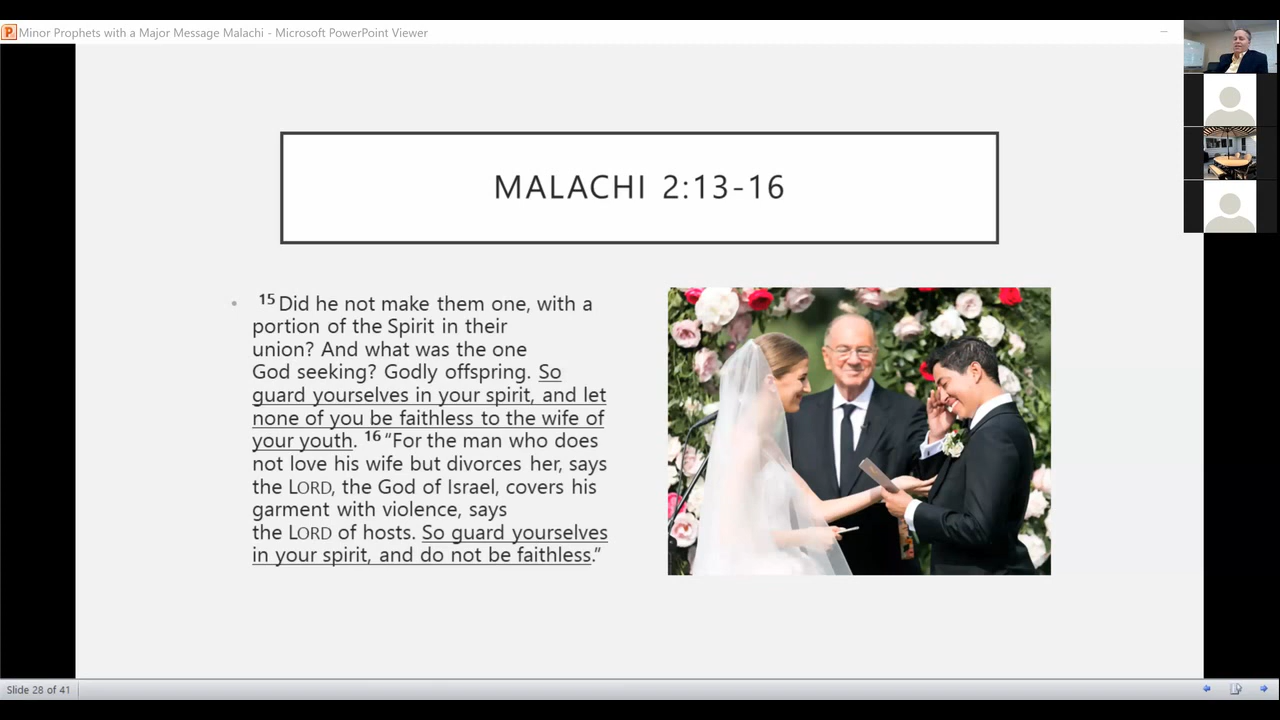 Minor Prophets with a Major Message Malachi - Microsoft PowerPoint Viewer
MALACHI 2:13-16
• 15 Did he not make them one, with a
portion of the Spirit in their
union? And what was the one
God seeking? Godly offspring. So
guard yourselves in your spirit, and let
none of you be faithless to the wife of
your youth. 16 “For the man who does
not love his wife but divorces her, says
the LORD, the God of Israel, covers his
garment with violence, says
the LORD of hosts. So guard yourselves
in your spirit, and do not be faithless.”
Slide 28 of 41